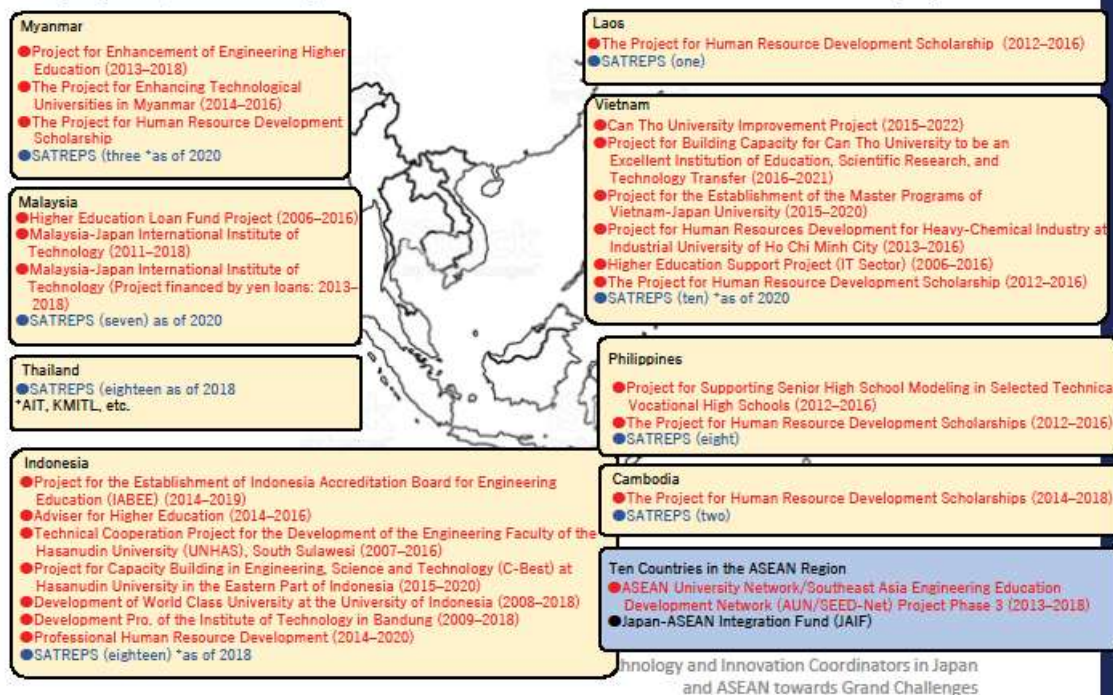 Myanmar
●Project for Enhancement of Engineering Higher
Education (2013–2018)
●The Project for Enhancing Technological
Universities in Myanmar (2014–2016)
●The Project for Human Resource Development
Scholarship
●SATREPS (three *as of 2020
Malaysia
●Higher Education Loan Fund Project (2006–2016)
●Malaysia-Japan International Institute of
Technology (2011–2018)
●Malaysia-Japan International Institute of
Technology (Project financed by yen loans: 2013–
2018)
●SATREPS (seven) as of 2020
Thailand
●SATREPS (eighteen as of 2018
*AIT, KMITL, etc.
Indonesia
●Project for the Establishment of Indonesia Accreditation Board for Engineering
Education (IABEE) (2014–2019)
●Adviser for Higher Education (2014–2016)
●Technical Cooperation Project for the Development of the Engineering Faculty of the
Hasanudin University (UNHAS), South Sulawesi (2007–2016)
●Project for Capacity Building in Engineering, Science and Technology (C-Best) at
Hasanudin University in the Eastern Part of Indonesia (2015–2020)
●Development of World Class University at the University of Indonesia (2008–2018)
●Development Pro. of the Institute of Technology in Bandung (2009–2018)
●Professional Human Resource Development (2014–2020)
●SATREPS (eighteen) *as of 2018
Laos
●The Project for Human Resource Development Scholarship (2012–2016)
●SATREPS (one)
Vietnam
●Can Tho University Improvement Project (2015–2022)
●Project for Building Capacity for Can Tho University to be an
Excellent Institution of Education, Scientific Research, and
Technology Transfer (2016–2021)
●Project for the Establishment of the Master Programs of
Vietnam-Japan University (2015–2020)
●Project for Human Resources Development for Heavy-Chemical Industry at
Industrial University of Ho Chi Minh City (2013–2016)
●Higher Education Support Project (IT Sector) (2006–2016)
●The Project for Human Resource Development Scholarship (2012–2016)
●SATREPS (ten) *as of 2020
Philippines
●Project for Supporting Senior High School Modeling in Selected Technica
Vocational High Schools (2012–2016)
●The Project for Human Resource Development Scholarships (2012–2016)
●SATREPS (eight)
Cambodia
●The Project for Human Resource Development Scholarships (2014–2018)
●SATREPS (two)
Ten Countries in the ASEAN Region
●ASEAN University Network/Southeast Asia Engineering Education
Development Network (AUN/SEED-Net) Project Phase 3 (2013–2018)
●Japan-ASEAN Integration Fund (JAIF)
hnology and Innovation Coordinators in Japan
and ASEAN towards Grand Challenges